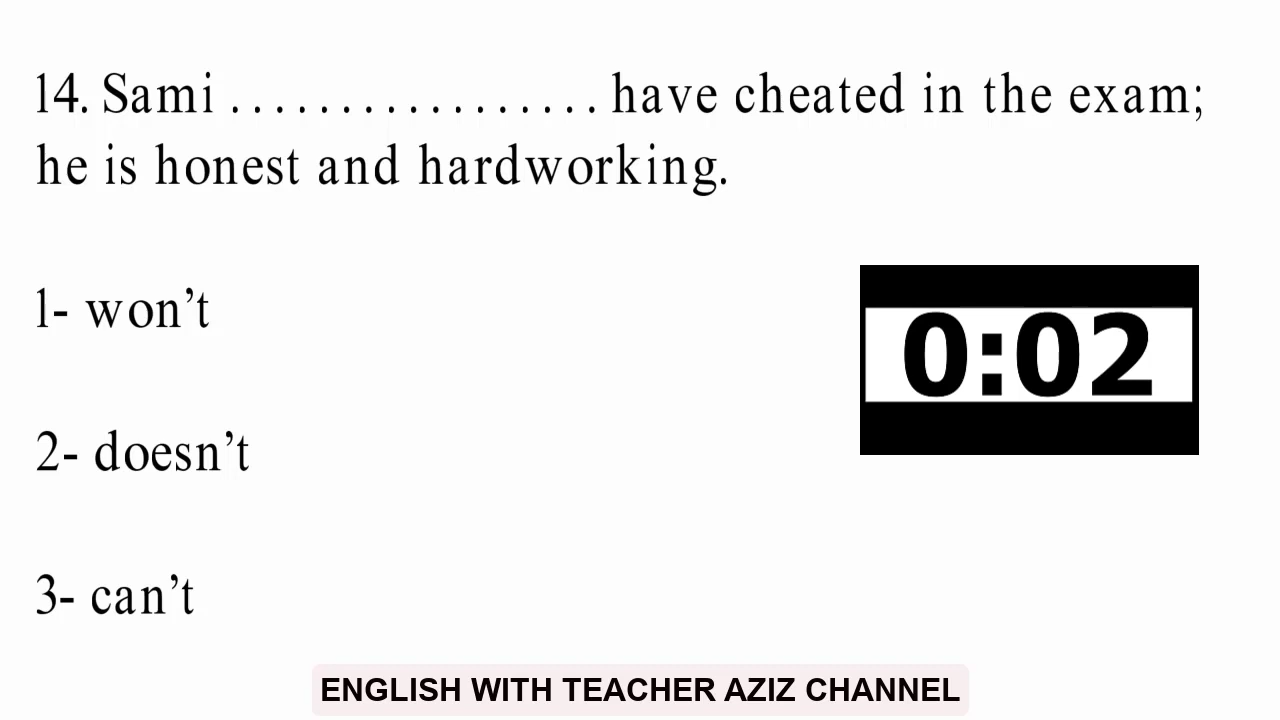 14. Sami ................. have cheated in the exam;
he is honest and hardworking.
1- won’t
0:02
2- doesn’t
3- can’t
ENGLISH WITH TEACHER AZIZ CHANNEL